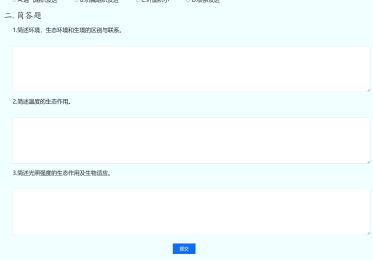 二. 简答题
1.简述环境、生态环境和生境的区别与联系。
2.简述温度的生态作用。
3.简述光照强度的生态作用及生物适应。
提交